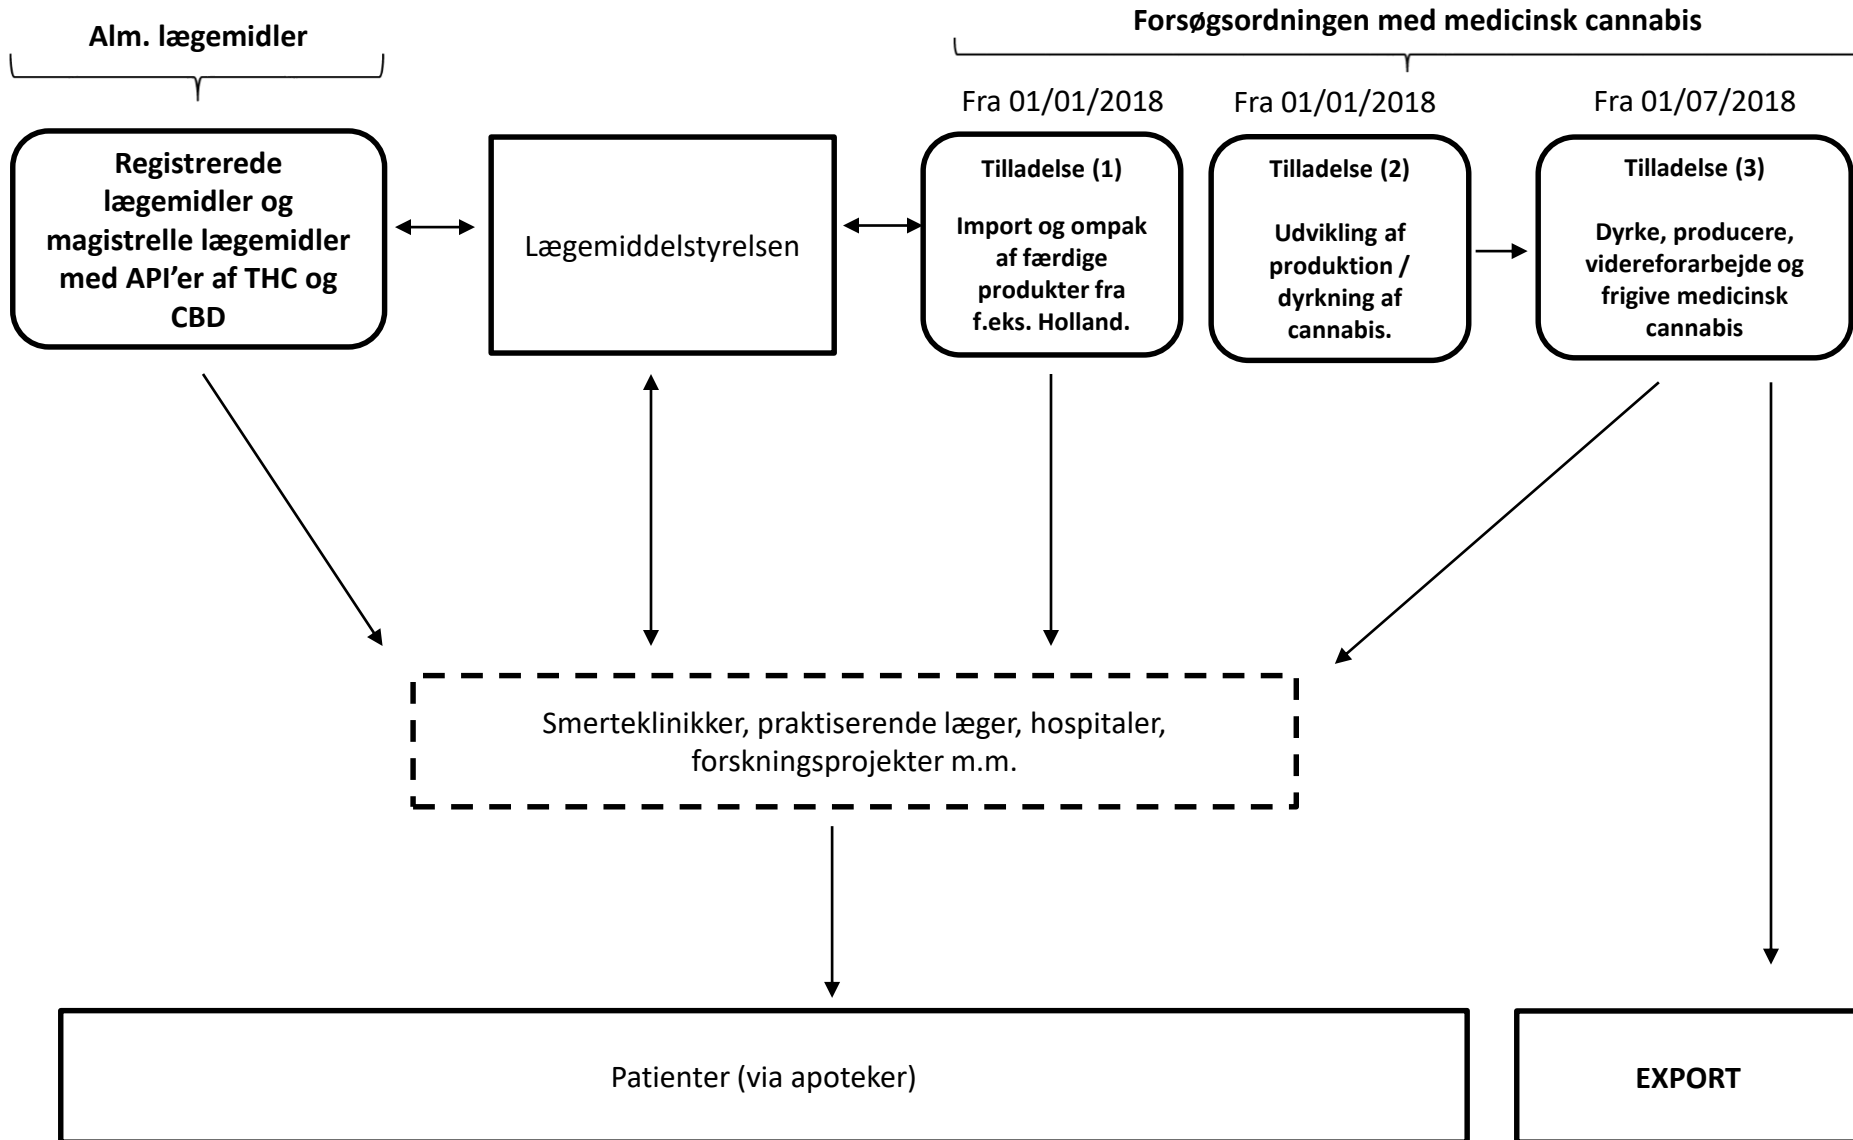 Alm. lægemidler
Forsøgsordningen med medicinsk cannabis
Fra 01/01/2018
Fra 01/01/2018
Fra 01/07/2018
Registrerede
lægemidler og
magistrelle lægemidler
med API’er af THC og
CBD
Lægemiddelstyrelsen
Tilladelse (1)
Import og ompak
af færdige
produkter fra
f.eks. Holland.
Tilladelse (2)
Udvikling af
produktion /
dyrkning af
cannabis.
Tilladelse (3)
Dyrke, producere,
videreforarbejde og
frigive medicinsk
cannabis
Smerteklinikker, praktiserende læger, hospitaler,
forskningsprojekter m.m.
Patienter (via apoteker)
EXPORT